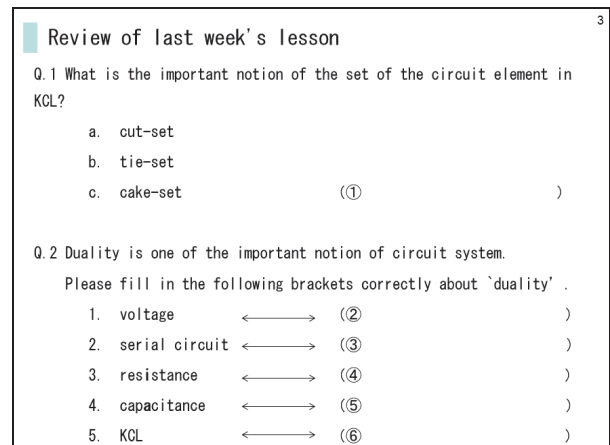 3
Review of last week's lesson
Q.1 What is the important notion of the set of the circuit element in
KCL?
a. cut-set
b. tie-set
c. cake-set (① )
Q.2 Duality is one of the important notion of circuit system.
Please fill in the following brackets correctly about `duality'.
1. voltage ⟷ (② )
2. serial circuit ⟷ (③ )
3. resistance ⟷ (④ )
4. capacitance ⟷ (⑤ )
5. KCL ⟷ (⑥ )